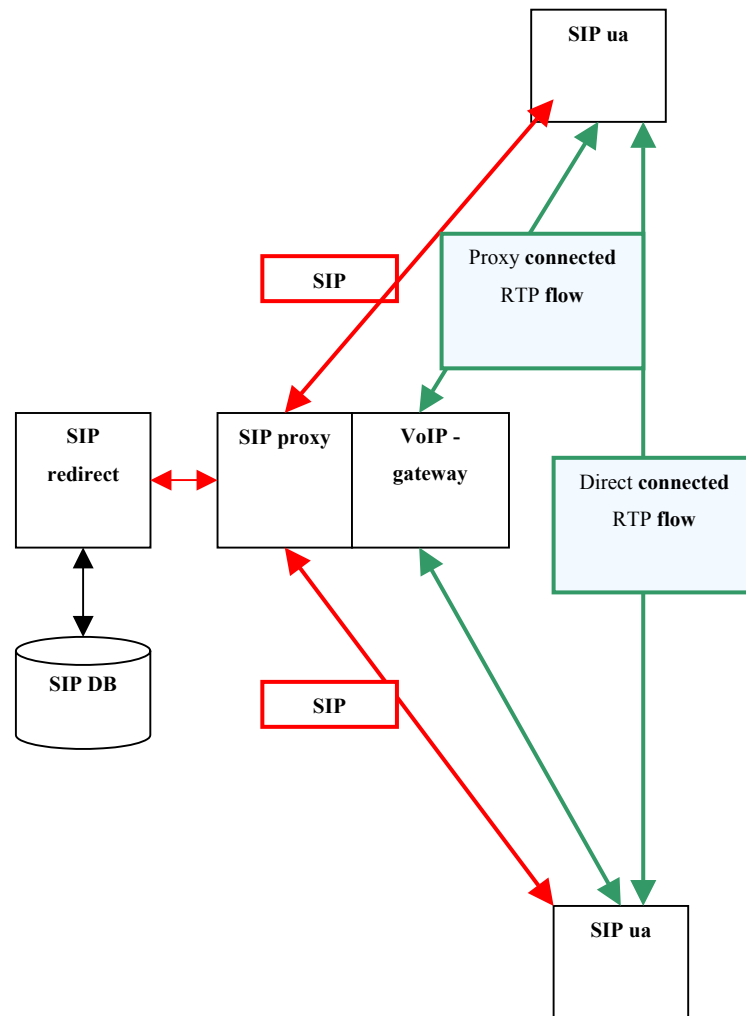 SIP ua
Proxy connected
RTP flow
SIP
SIP
redirect
SIP proxy
VoIP -
gateway
Direct connected
RTP flow
SIP DB
SIP
SIP ua